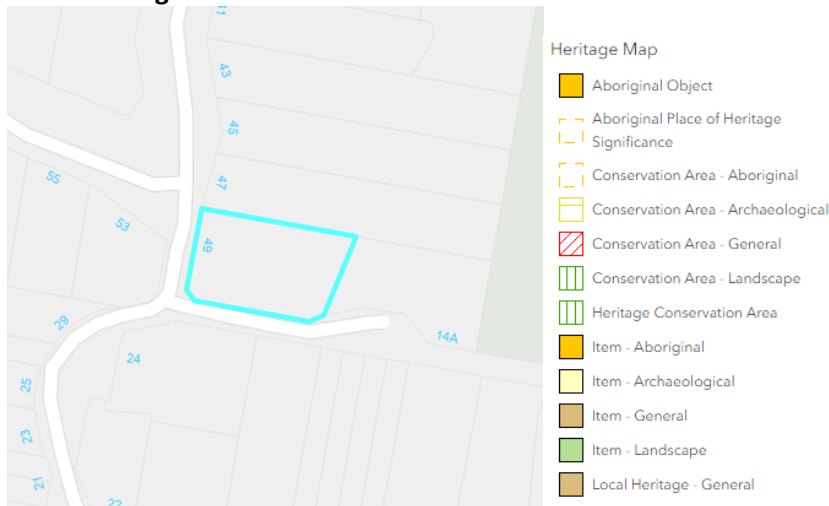 41
43
45
47
49
55
53
29
24
14A
25
23
21
22
Heritage Map
Aboriginal Object
Aboriginal Place of Heritage
Significance
Conservation Area - Aboriginal
Conservation Area - Archaeological
Conservation Area - General
Conservation Area - Landscape
Heritage Conservation Area
Item - Aboriginal
Item - Archaeological
Item - General
Item - Landscape
Local Heritage - General